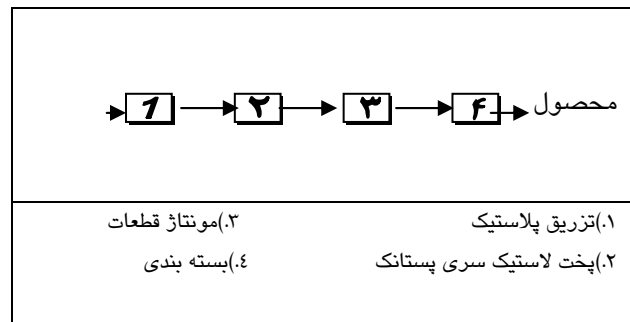 1 ۲ ۳ ۴ محصول
۱.)تزریق پلاستیک ۳.)مونتاژ قطعات
۲.)پخت لاستیک سری پستانک ٤.)بسته بندی